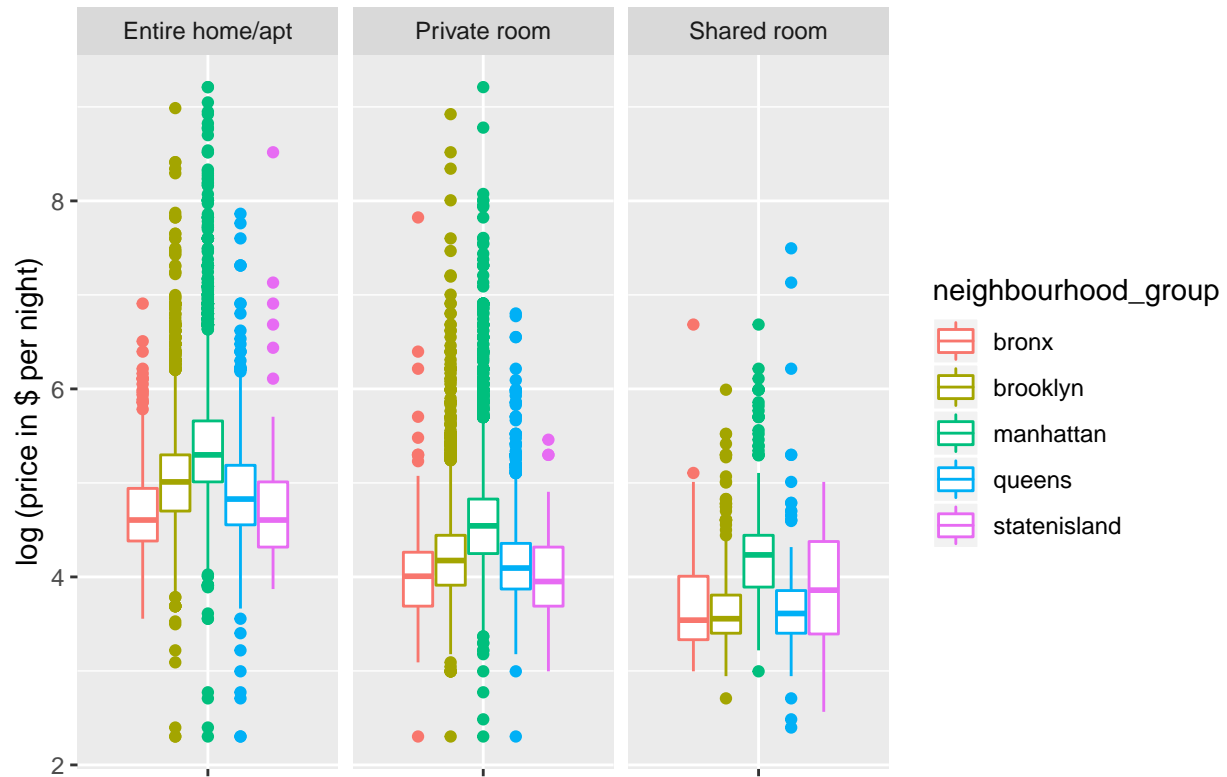 Entire home/apt
Private room
Shared room
log (price in $ per night)
8
6
4
2
neighbourhood_group
bronx
brooklyn
manhattan
queens
statenisland